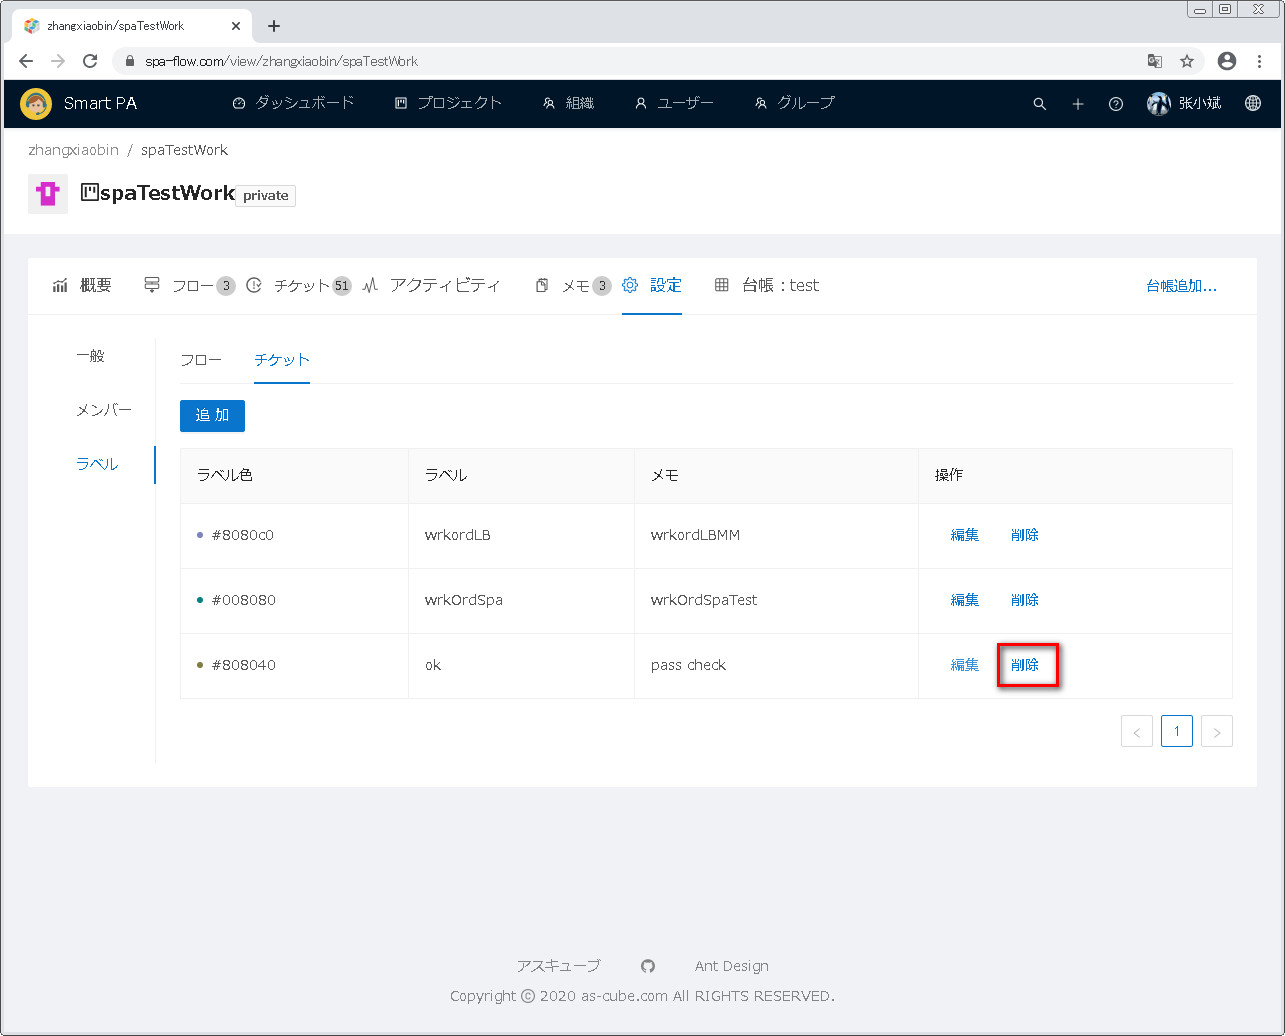 zhangxiaobin/spaTestWork
spa-flow.com/view/zhangxiaobin/spaTestWork
Smart PA ダッシュボード プロジェクト 組織 ユーザー グループ 张小斌
zhangxiaobin / spaTestWork
spaTestWork private
概要 フロー 3 チケット 51 アクティビティ メモ 3 設定 台帳：test 台帳追加...
一般
メンバー
ラベル
フロー チケット
追 加
ラベル色 ラベル メモ 操作
#8080c0 wrkordLB wrkordLBMM 編集 削除
#008080 wrkOrdSpa wrkOrdSpaTest 編集 削除
#808040 ok pass check 編集 削除
< 1 >
アスキューブ Ant Design
Copyright © 2020 as-cube.com All RIGHTS RESERVED.